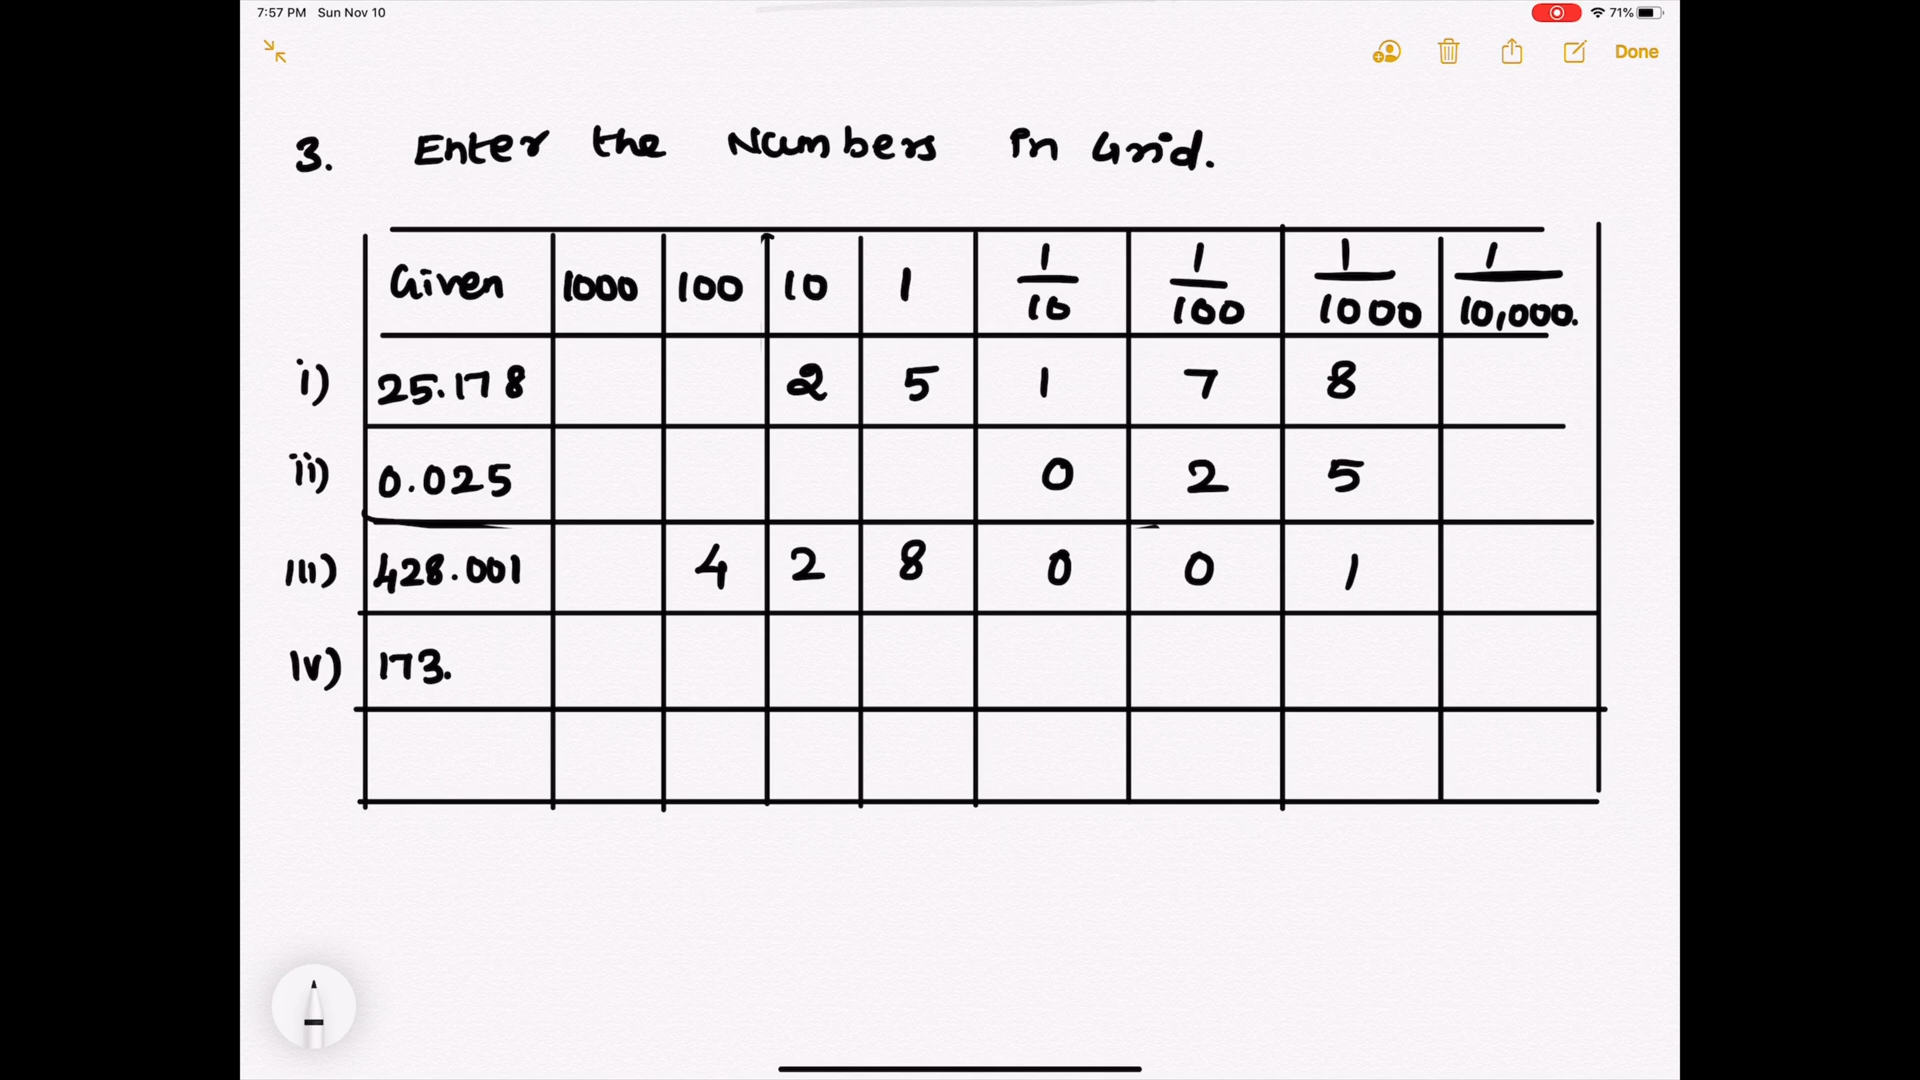 7:57 PM Sun Nov 10 71%
Done
3. Enter the Numbers in Grid.
Given 1000 100 10 1 1/10 1/100 1/1000 1/10,000.
i) 25.178 2 5 1 7 8
ii) 0.025 0 2 5
iii) 428.001 4 2 8 0 0 1
iv) 173.